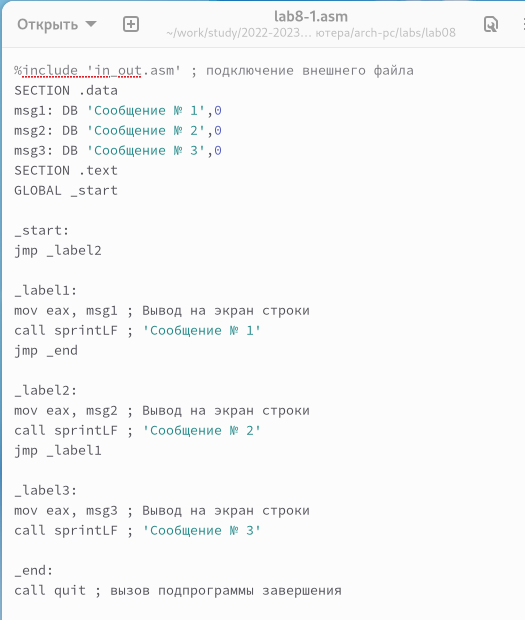 Открыть
lab8-1.asm
~/work/study/2022-2023... ютера/arch-pc/labs/lab08
%include 'in_out.asm' ; подключение внешнего файла
SECTION .data
msg1: DB 'Сообщение № 1',0
msg2: DB 'Сообщение № 2',0
msg3: DB 'Сообщение № 3',0
SECTION .text
GLOBAL _start
_start:
jmp _label2
_label1:
mov eax, msg1 ; Вывод на экран строки
call sprintLF ; 'Сообщение № 1'
jmp _end
_label2:
mov eax, msg2 ; Вывод на экран строки
call sprintLF ; 'Сообщение № 2'
jmp _label1
_label3:
mov eax, msg3 ; Вывод на экран строки
call sprintLF ; 'Сообщение № 3'
_end:
call quit ; вызов подпрограммы завершения